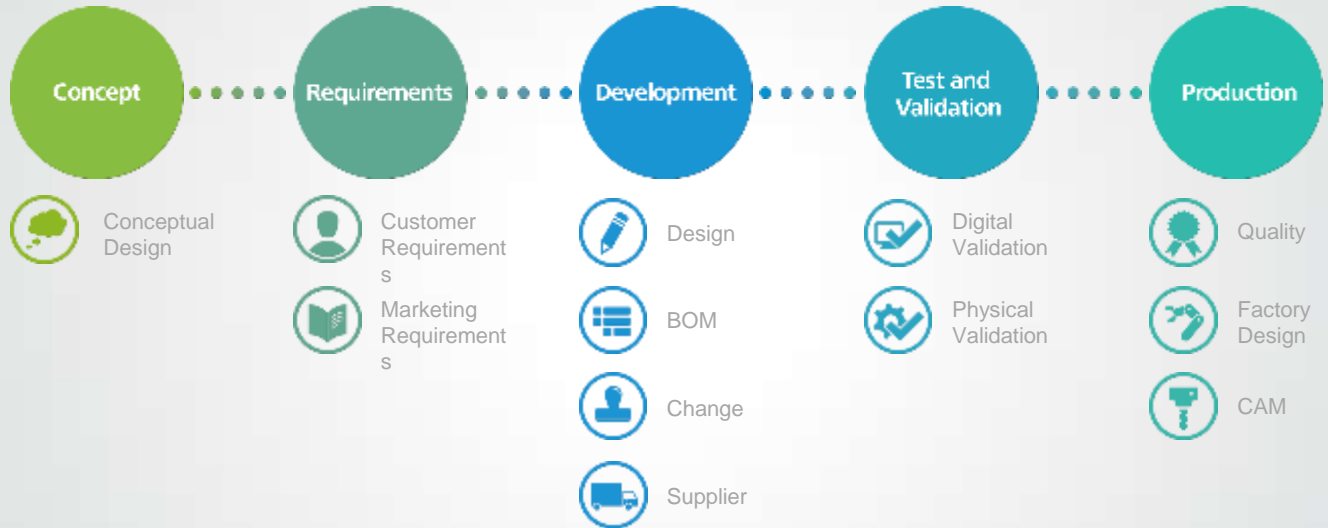 Concept
Requirements
Development
Test and
Validation
Production
Conceptual
Design
Customer
Requirement
s
Marketing
Requirement
s
Design
BOM
Change
Supplier
Digital
Validation
Physical
Validation
Quality
Factory
Design
CAM